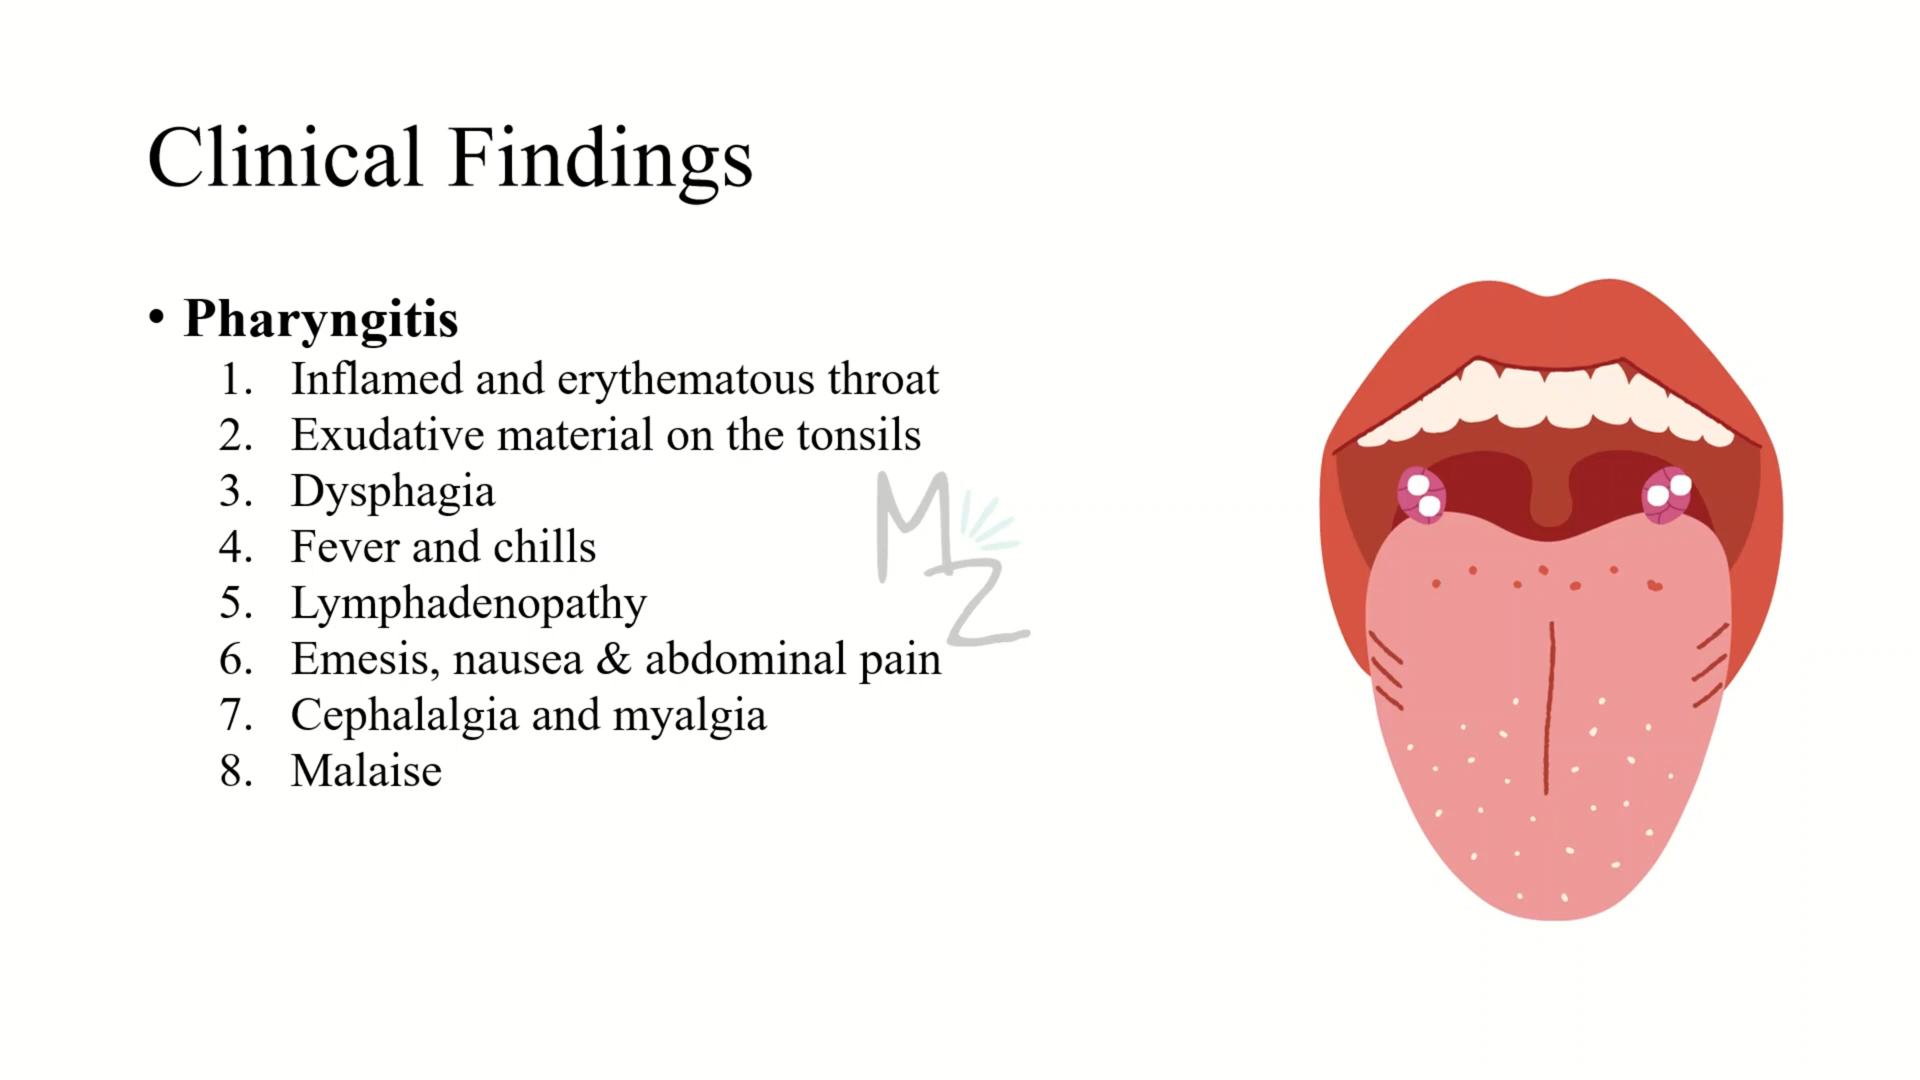 Clinical Findings
• Pharyngitis
1. Inflamed and erythematous throat
2. Exudative material on the tonsils
3. Dysphagia
4. Fever and chills
5. Lymphadenopathy
6. Emesis, nausea & abdominal pain
7. Cephalalgia and myalgia
8. Malaise
MZ